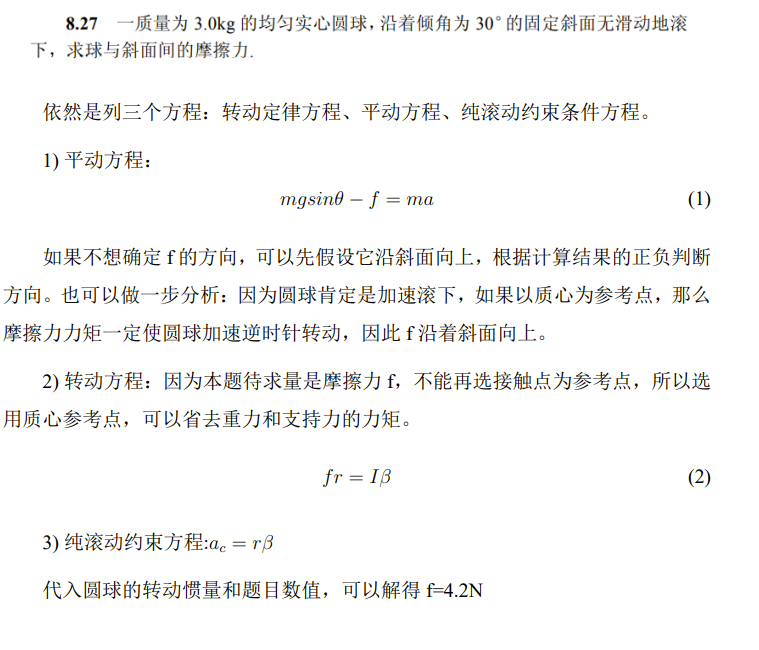 8.27 一质量为 3.0kg 的均匀实心圆球，沿着倾角为 30° 的固定斜面无滑动地滚
下，求球与斜面间的摩擦力.
依然是列三个方程：转动定律方程、平动方程、纯滚动约束条件方程。
1) 平动方程：
mgsinθ − f = ma (1)
如果不想确定 f 的方向，可以先假设它沿斜面向上，根据计算结果的正负判断
方向。也可以做一步分析：因为圆球肯定是加速滚下，如果以质心为参考点，那么
摩擦力力矩一定使圆球加速逆时针转动，因此 f 沿着斜面向上。
2) 转动方程：因为本题待求量是摩擦力 f，不能再选接触点为参考点，所以选
用质心参考点，可以省去重力和支持力的力矩。
fr = Iβ (2)
3) 纯滚动约束方程:a_c = rβ
代入圆球的转动惯量和题目数值，可以解得 f=4.2N